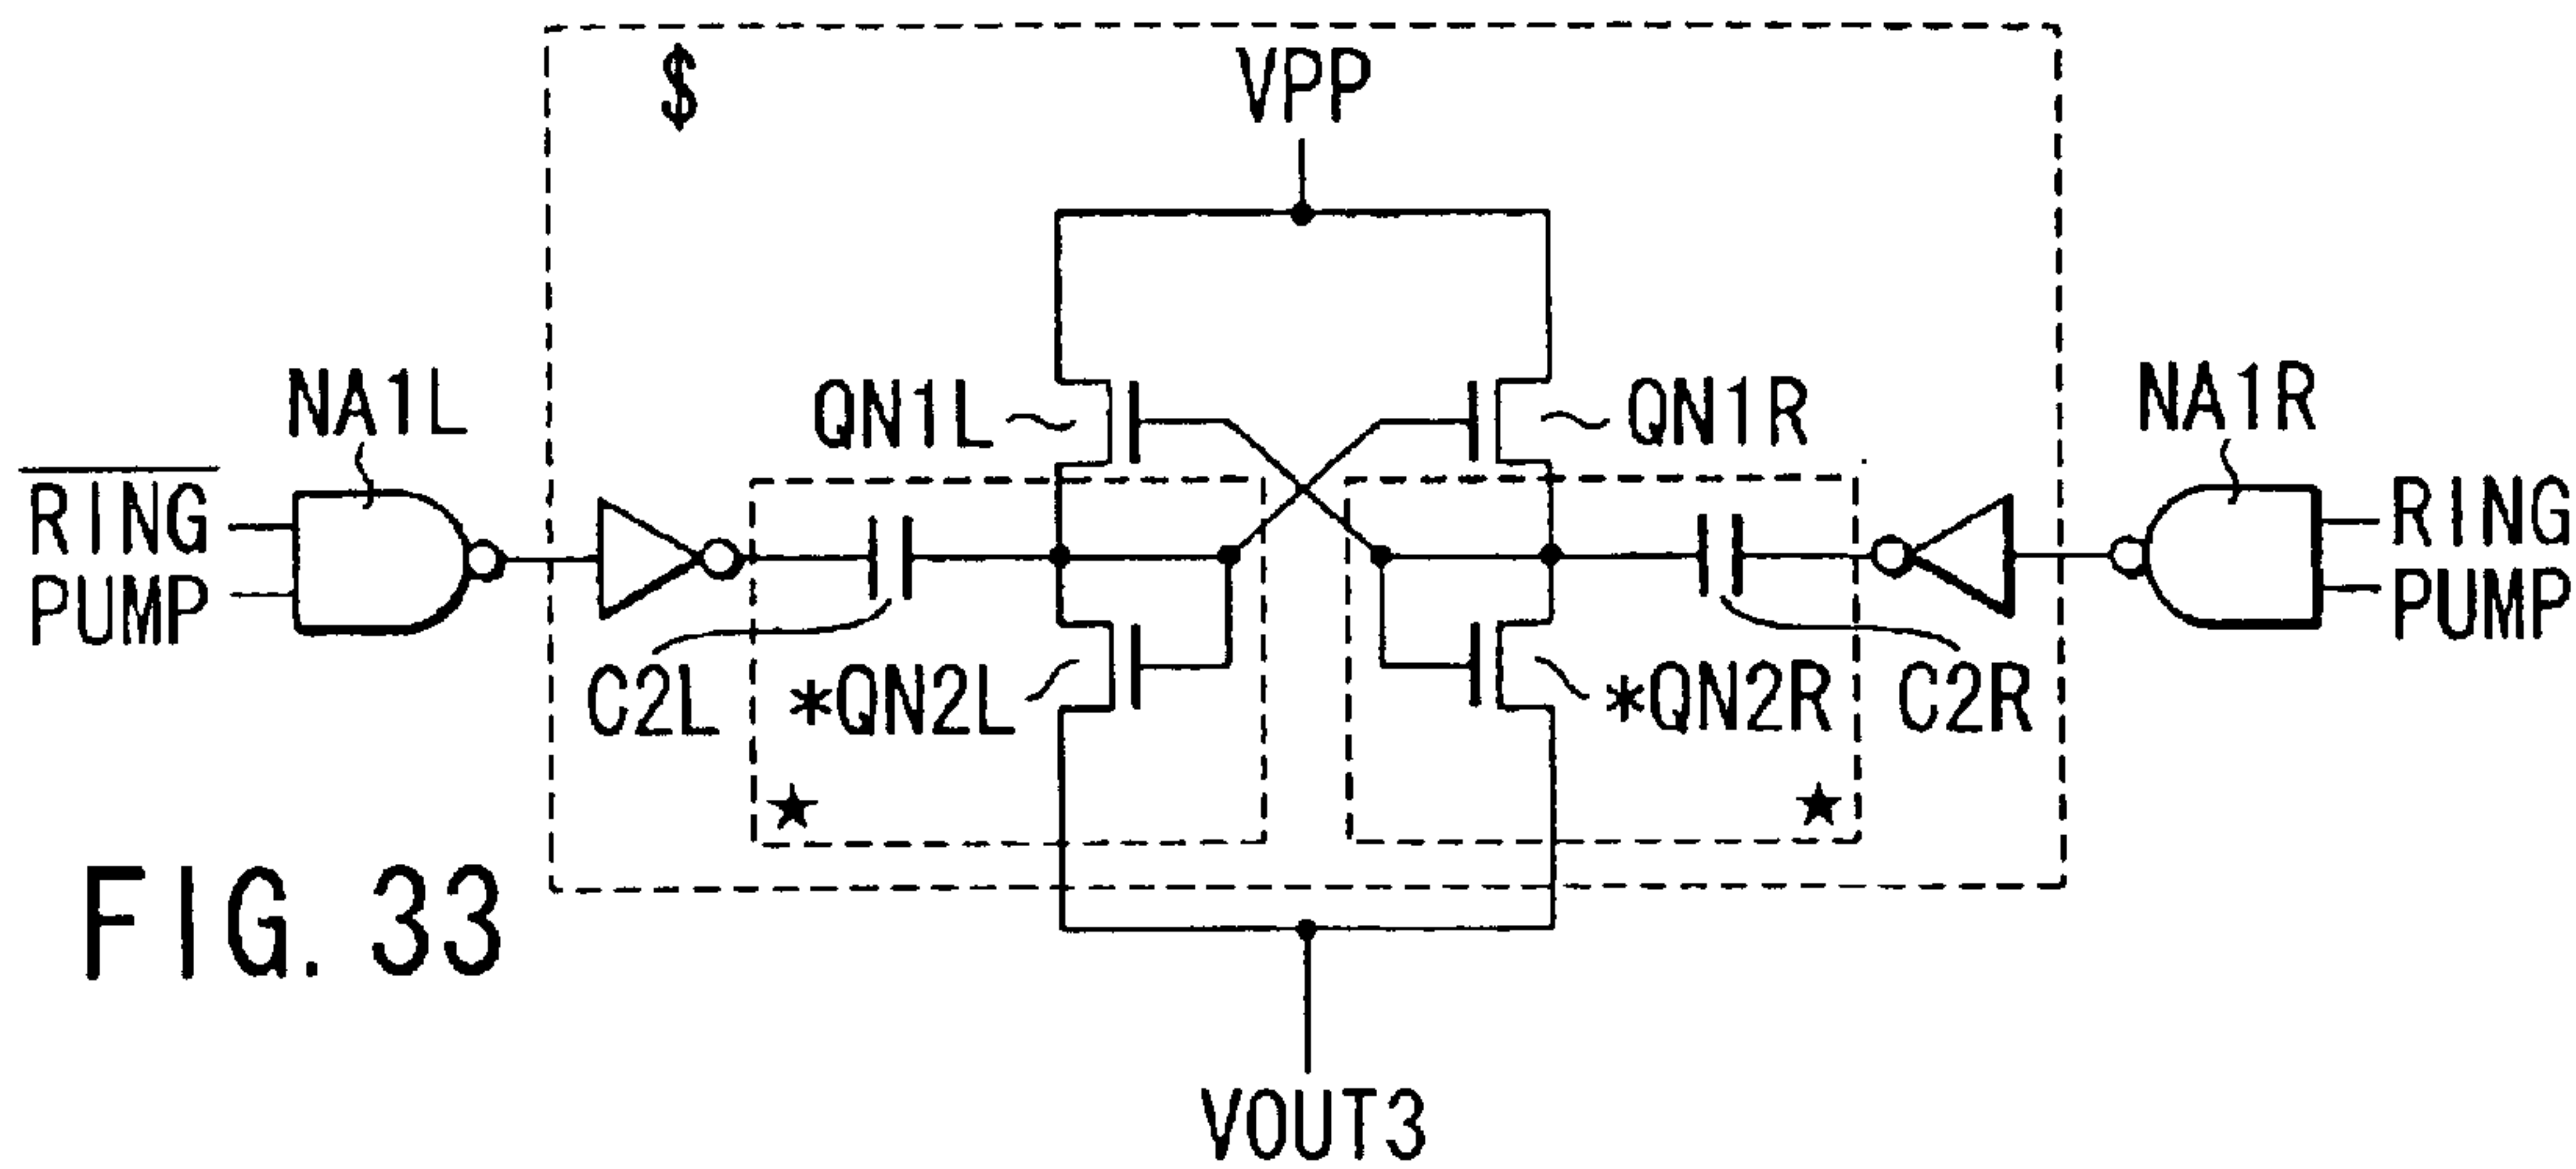 $
VPP
NA1L
QN1L
QN1R
NA1R
RING
PUMP
RING
PUMP
C2L
*QN2L
*QN2R
C2R
★
★
FIG. 33
VOUT3